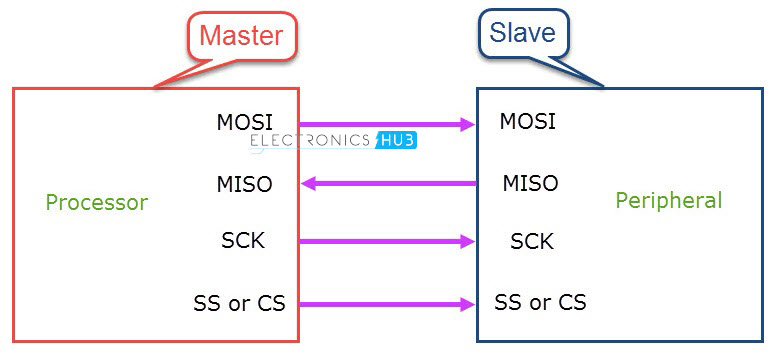 Master
Slave
MOSI
MOSI
ELECTRONICS HUB
MISO
MISO
Processor
Peripheral
SCK
SCK
SS or CS
SS or CS